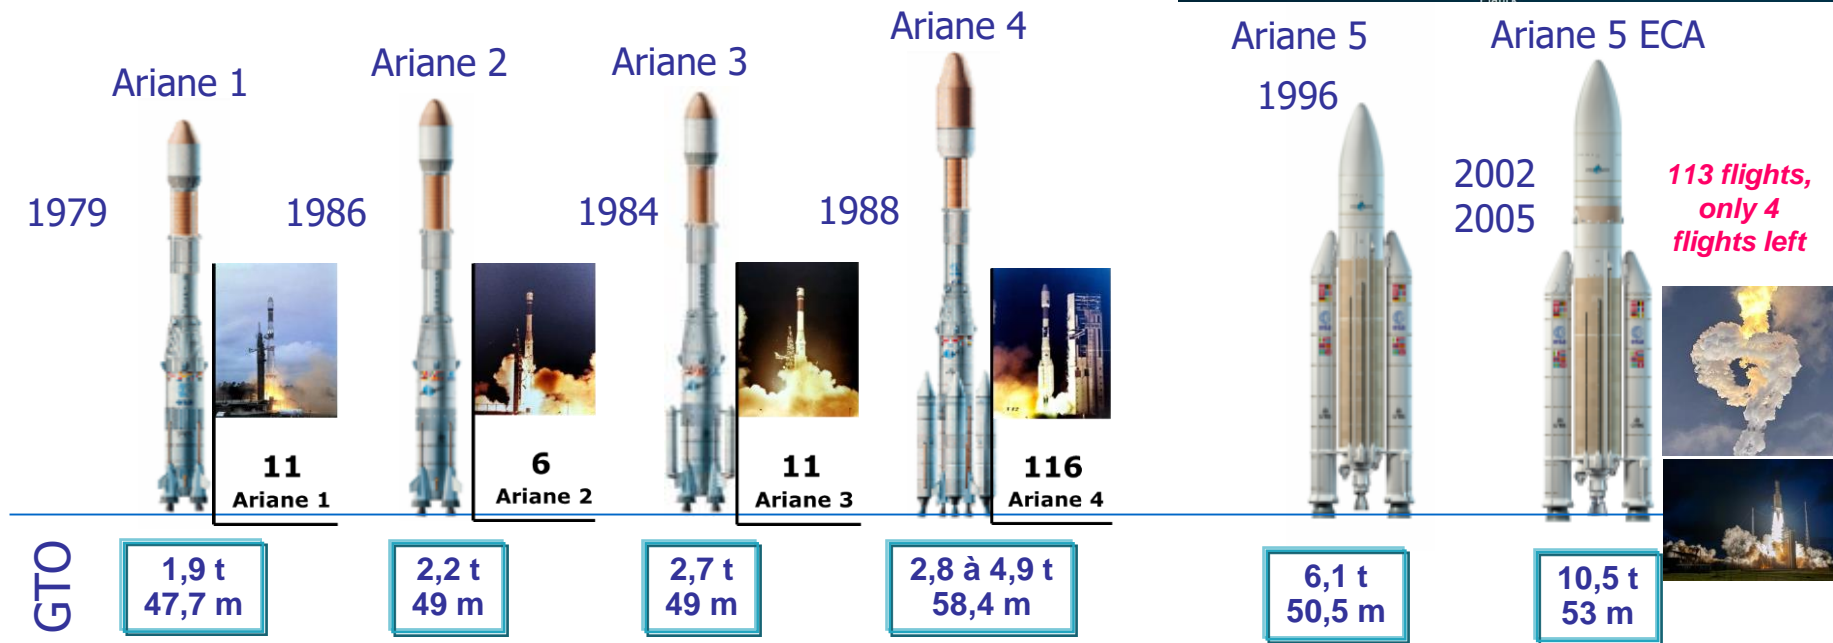 Ariane 1
Ariane 2
Ariane 3
Ariane 4
Ariane 5
Ariane 5 ECA
1979
1986
1984
1988
1996
2002
2005
113 flights,
only 4
flights left
11
Ariane 1
6
Ariane 2
11
Ariane 3
116
Ariane 4
GTO
1,9 t
47,7 m
2,2 t
49 m
2,7 t
49 m
2,8 à 4,9 t
58,4 m
6,1 t
50,5 m
10,5 t
53 m